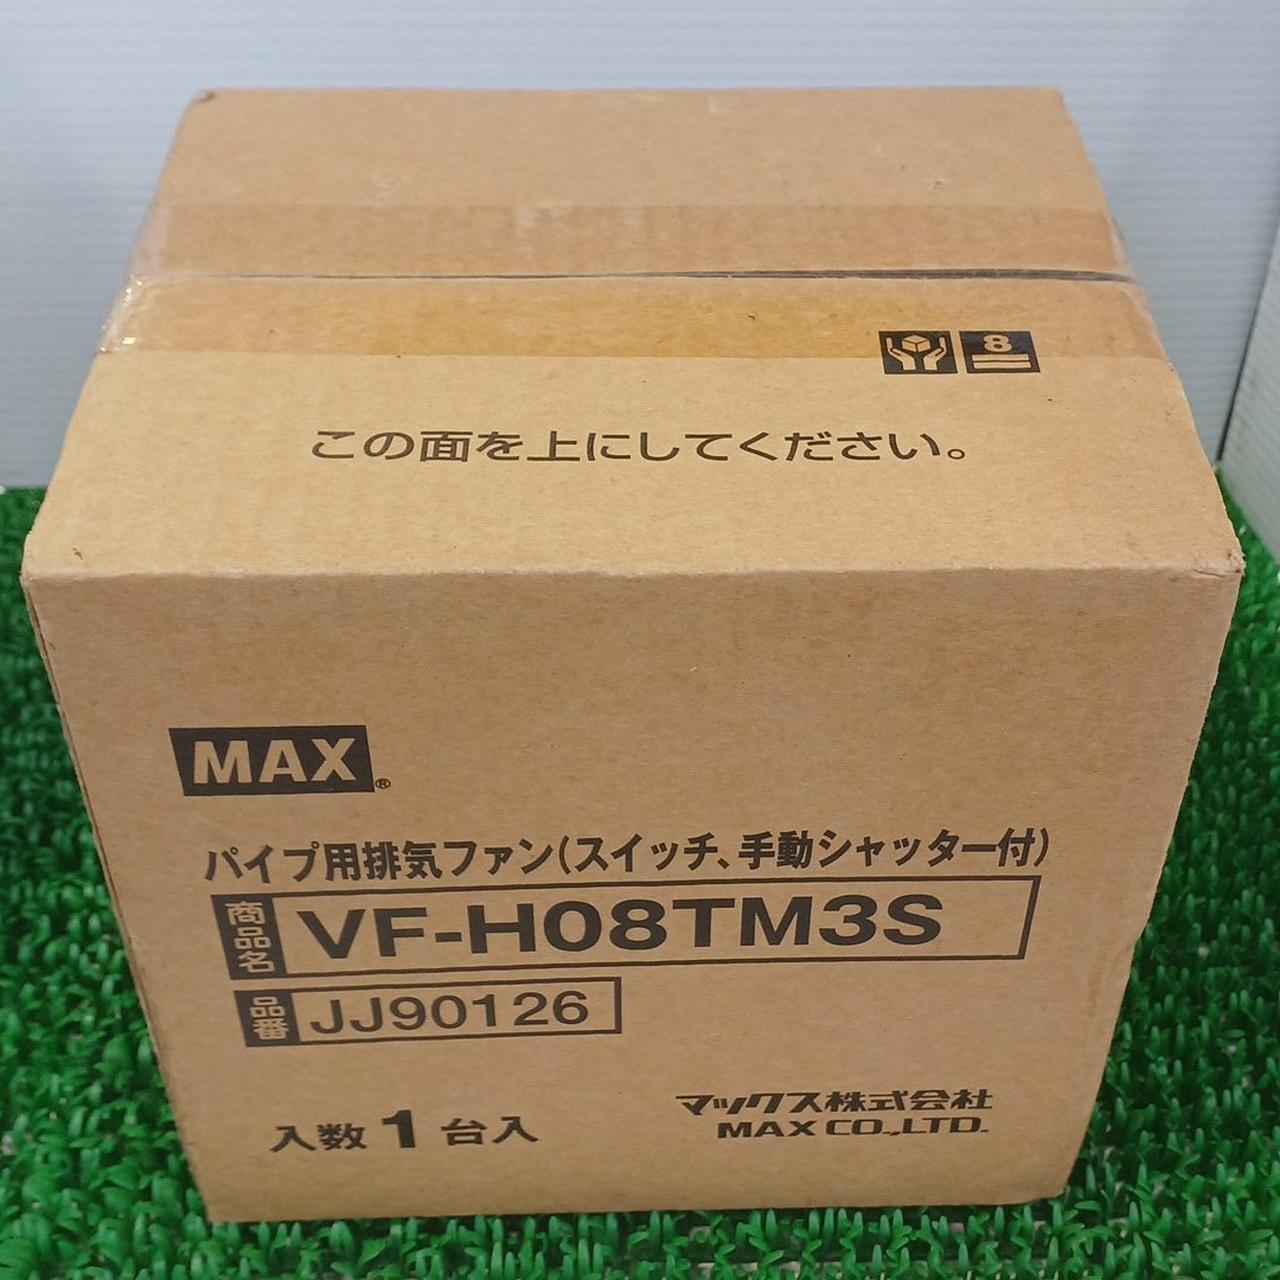 8
この面を上にしてください。
MAX®
パイプ用排気ファン(スイッチ、手動シャッター付)
商品名 VF-H08TM3S
品番 JJ90126
入数 1 台入
マックス株式会社
MAX CO.,LTD.